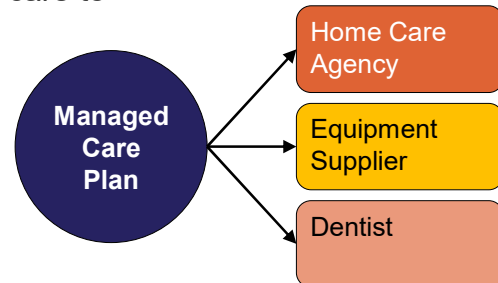 Managed
Care
Plan
Home Care
Agency
Equipment
Supplier
Dentist